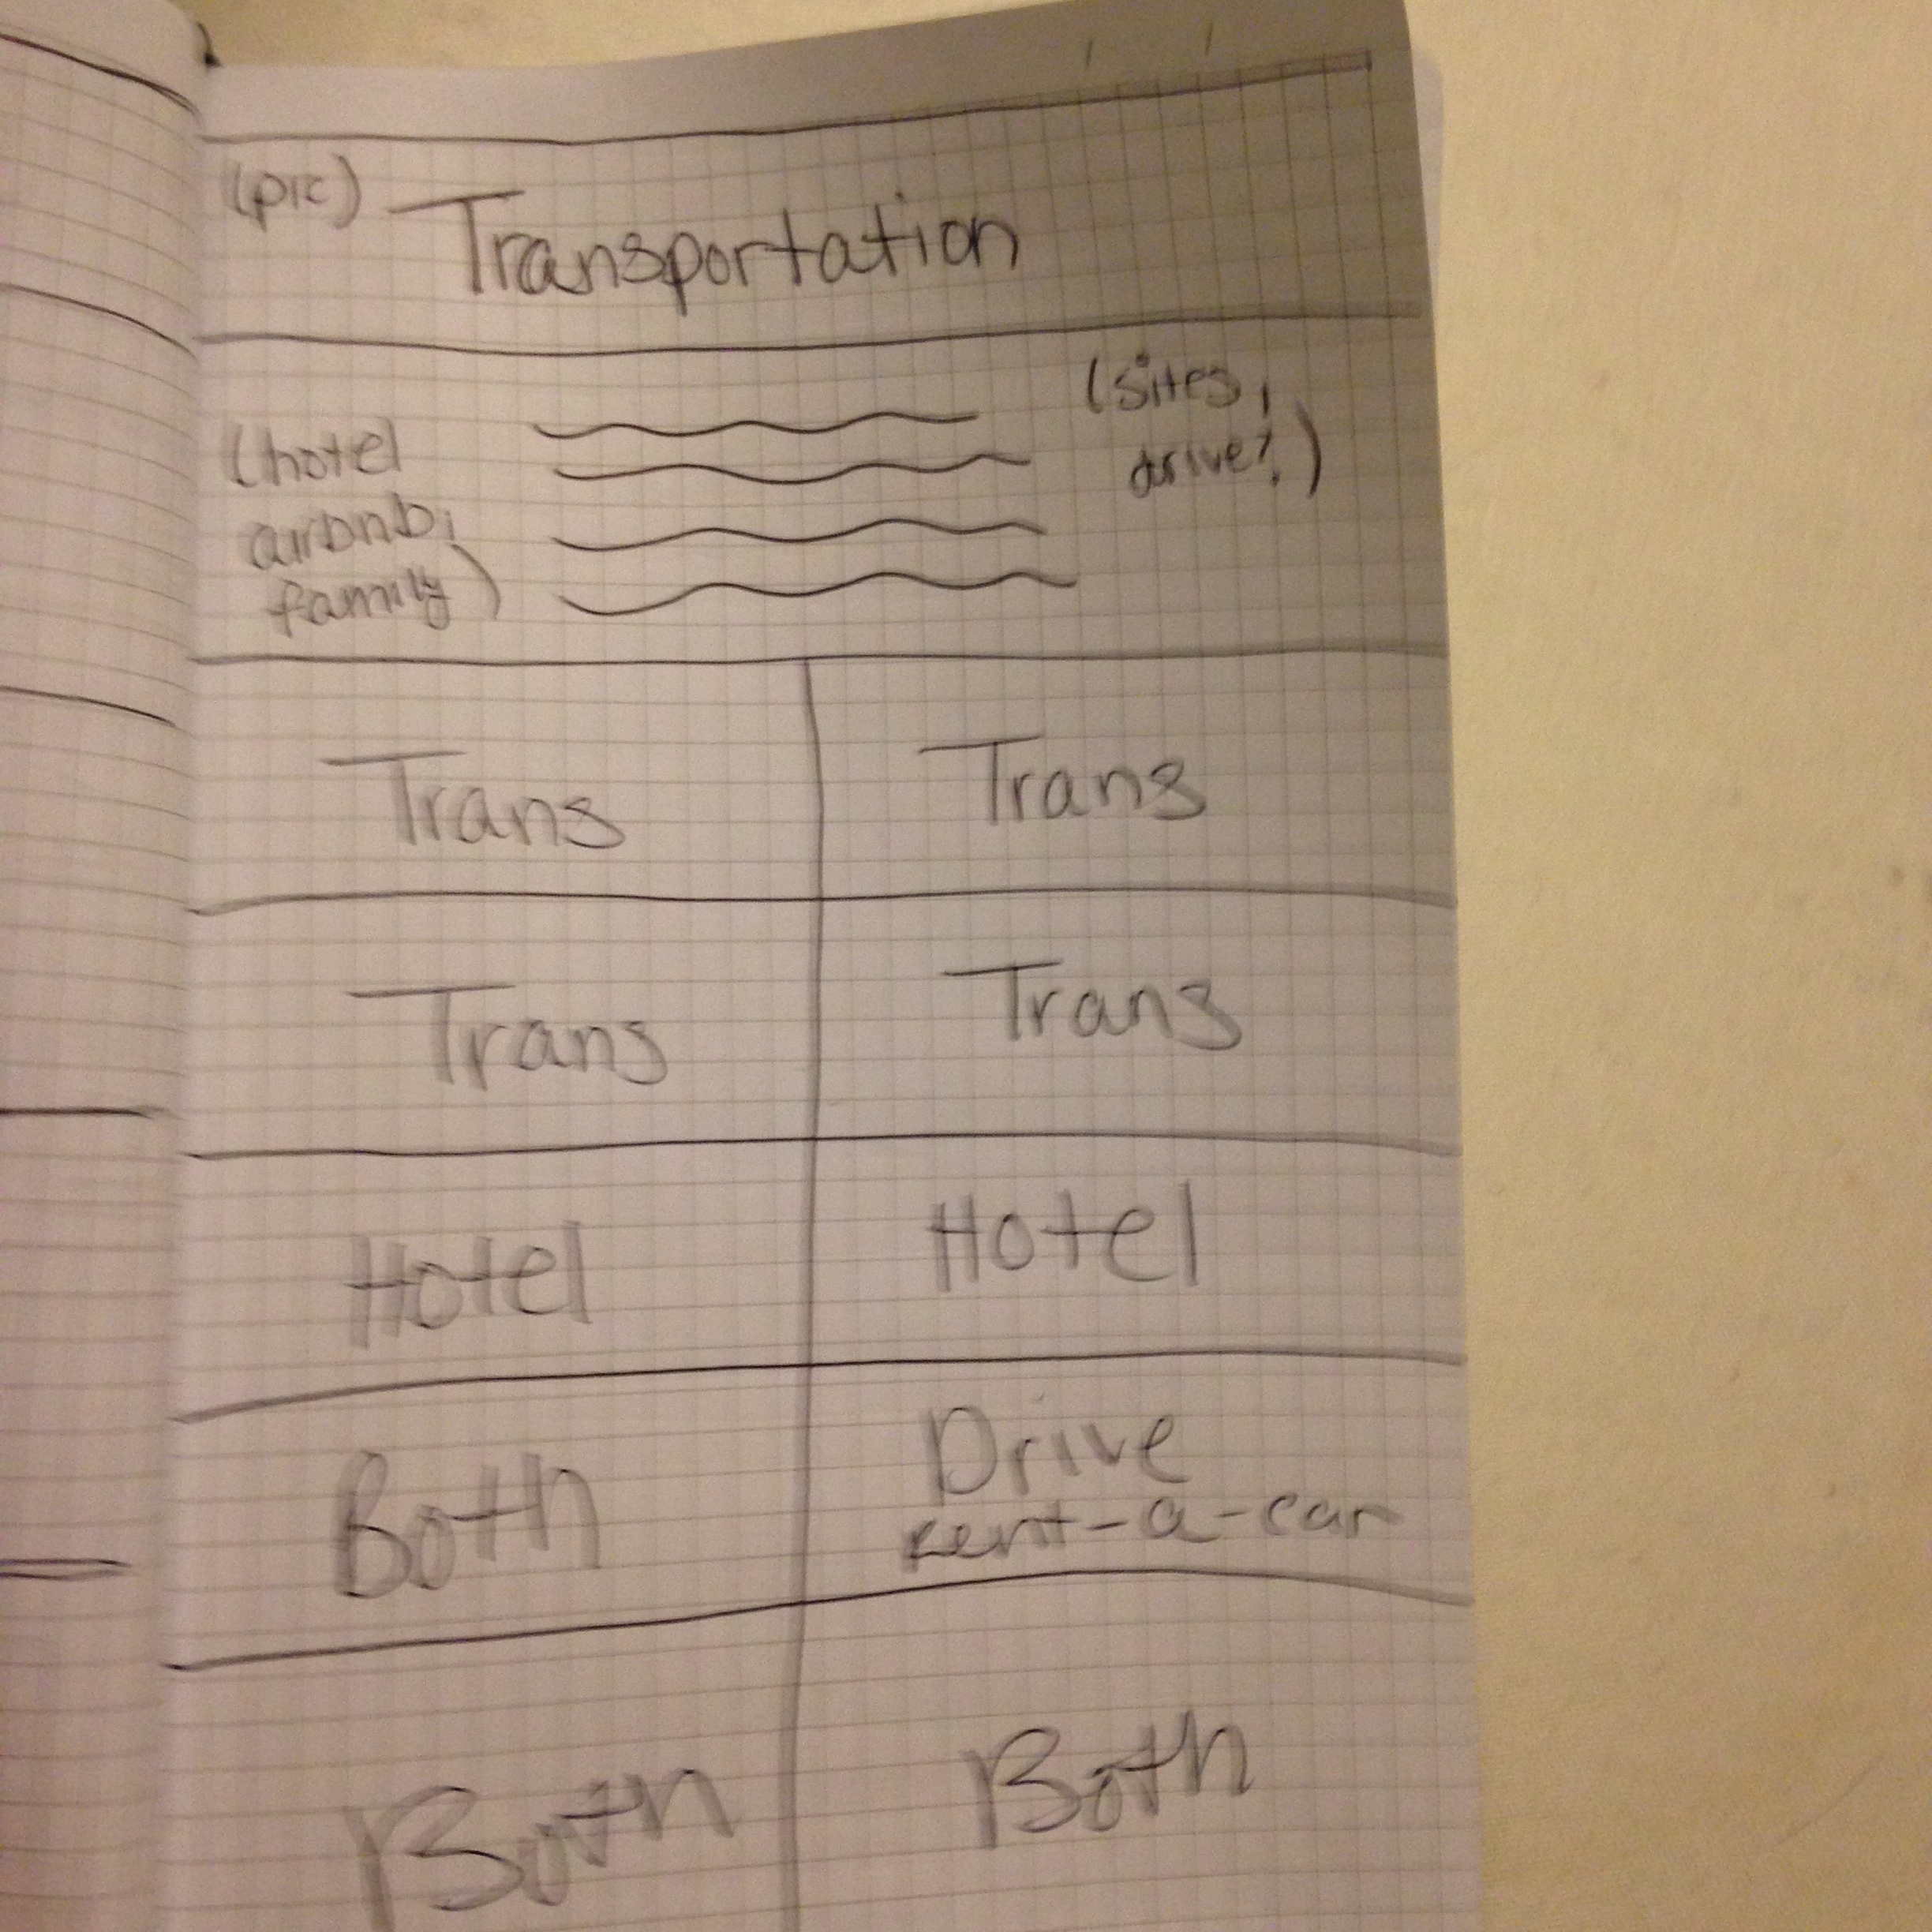 (pic) Transportation
(sites,
drive?)
(hotel
airbnb,
family)
Trans Trans
Trans Trans
Hotel Hotel
Both Drive
rent-a-car
Both Both